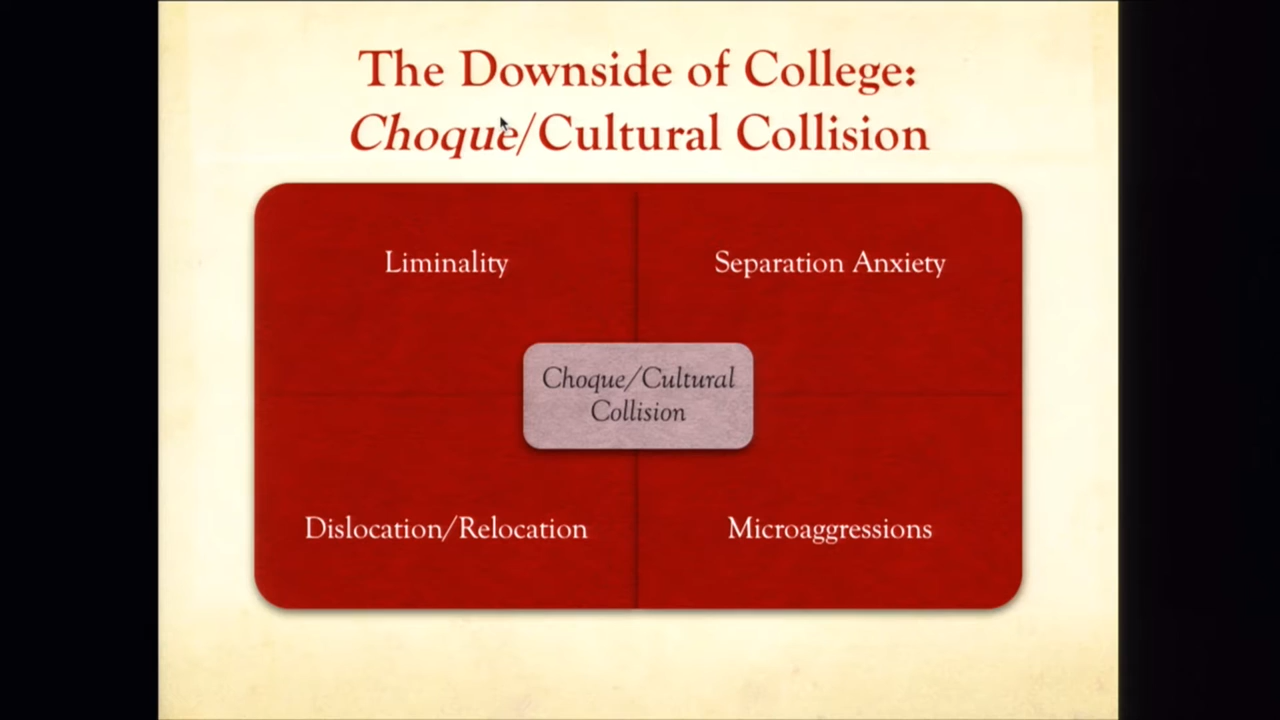 The Downside of College:
Choque/Cultural Collision
Liminality
Separation Anxiety
Choque/Cultural
Collision
Dislocation/Relocation
Microaggressions